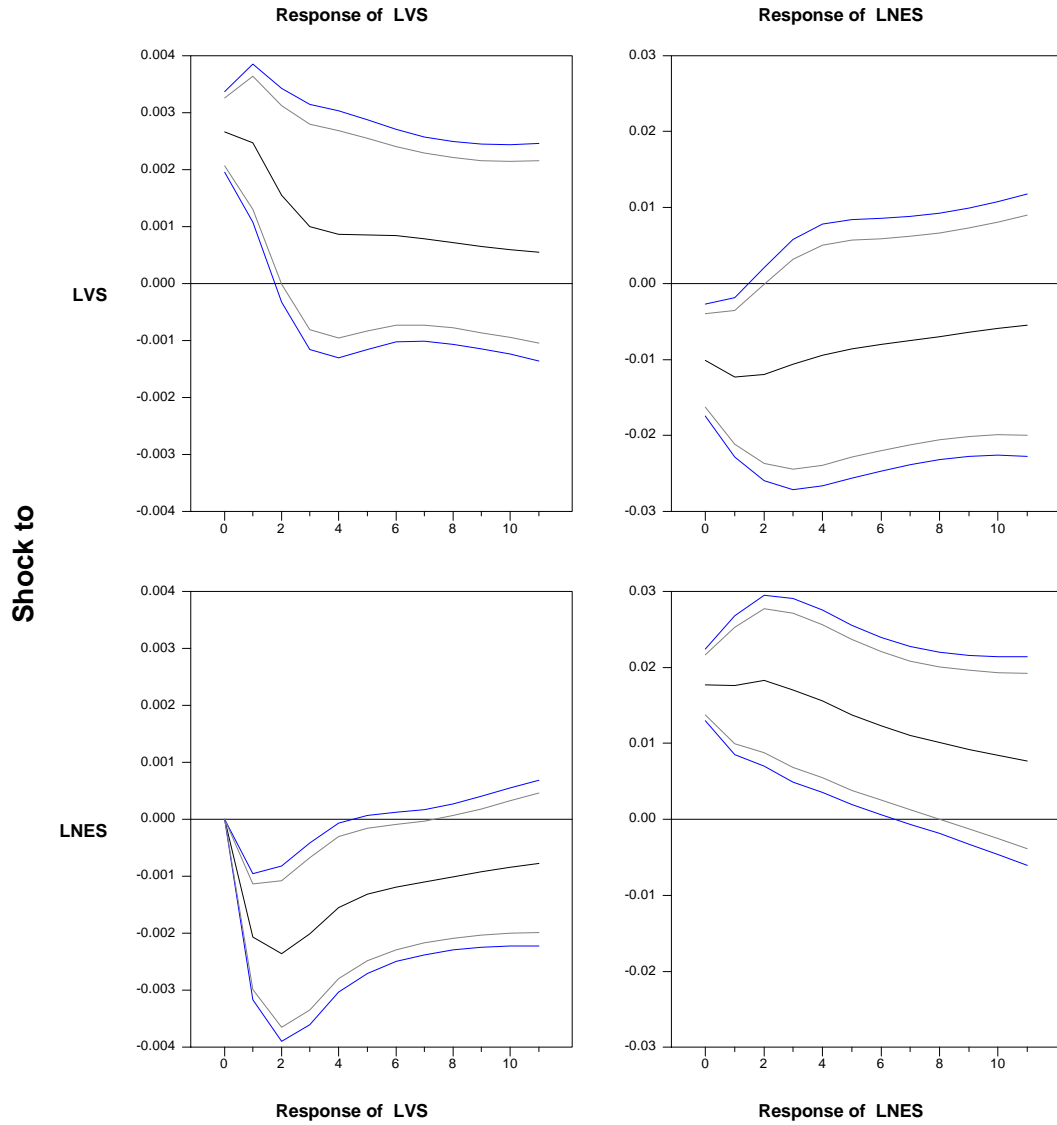 Response of LVS
Response of LNES
0.004
0.003
0.002
0.001
0.000
-0.001
-0.002
-0.003
-0.004
0 2 4 6 8 10
LVS
0.03
0.02
0.01
0.00
-0.01
-0.02
-0.03
0 2 4 6 8 10
Shock to
0.004
0.003
0.002
0.001
0.000
-0.001
-0.002
-0.003
-0.004
0 2 4 6 8 10
LNES
0.03
0.02
0.01
0.00
-0.01
-0.02
-0.03
0 2 4 6 8 10
Response of LVS
Response of LNES